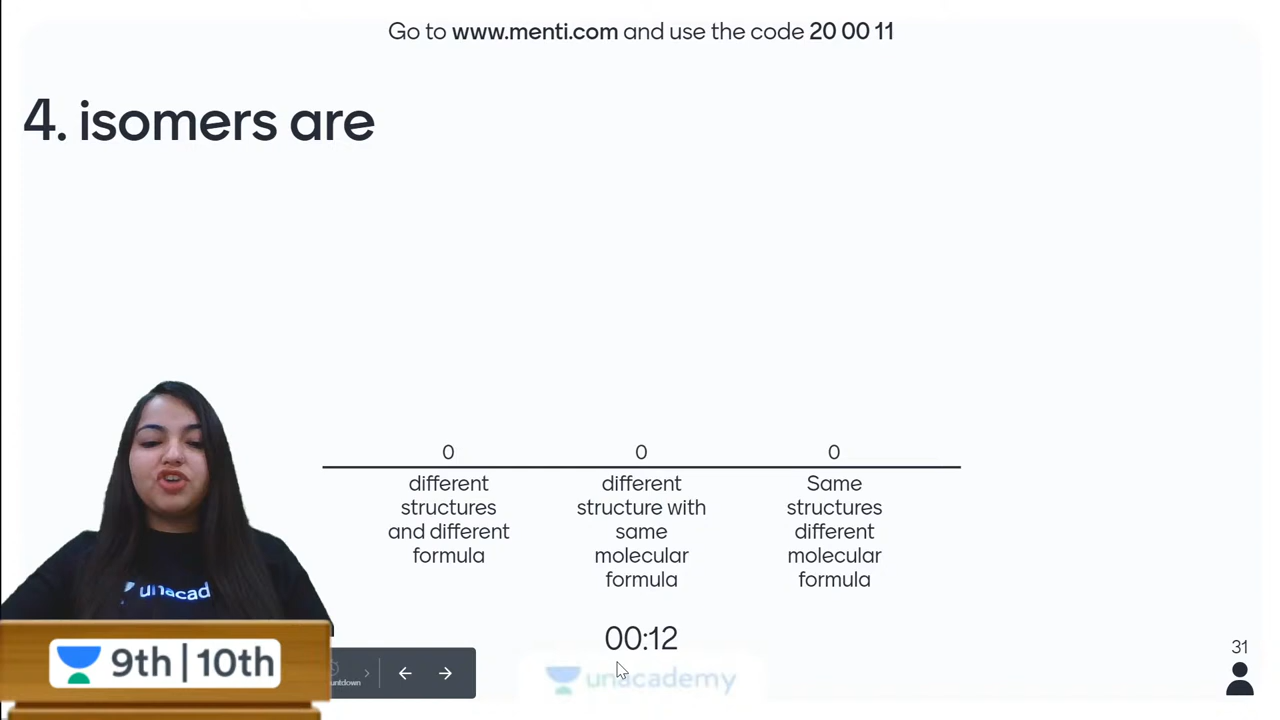 Go to www.menti.com and use the code 20 00 11
4. isomers are
0
0
0
different
structures
and different
formula
different
structure with
same
molecular
formula
Same
structures
different
molecular
formula
00:12
unacad
9th | 10th
unacademy
31